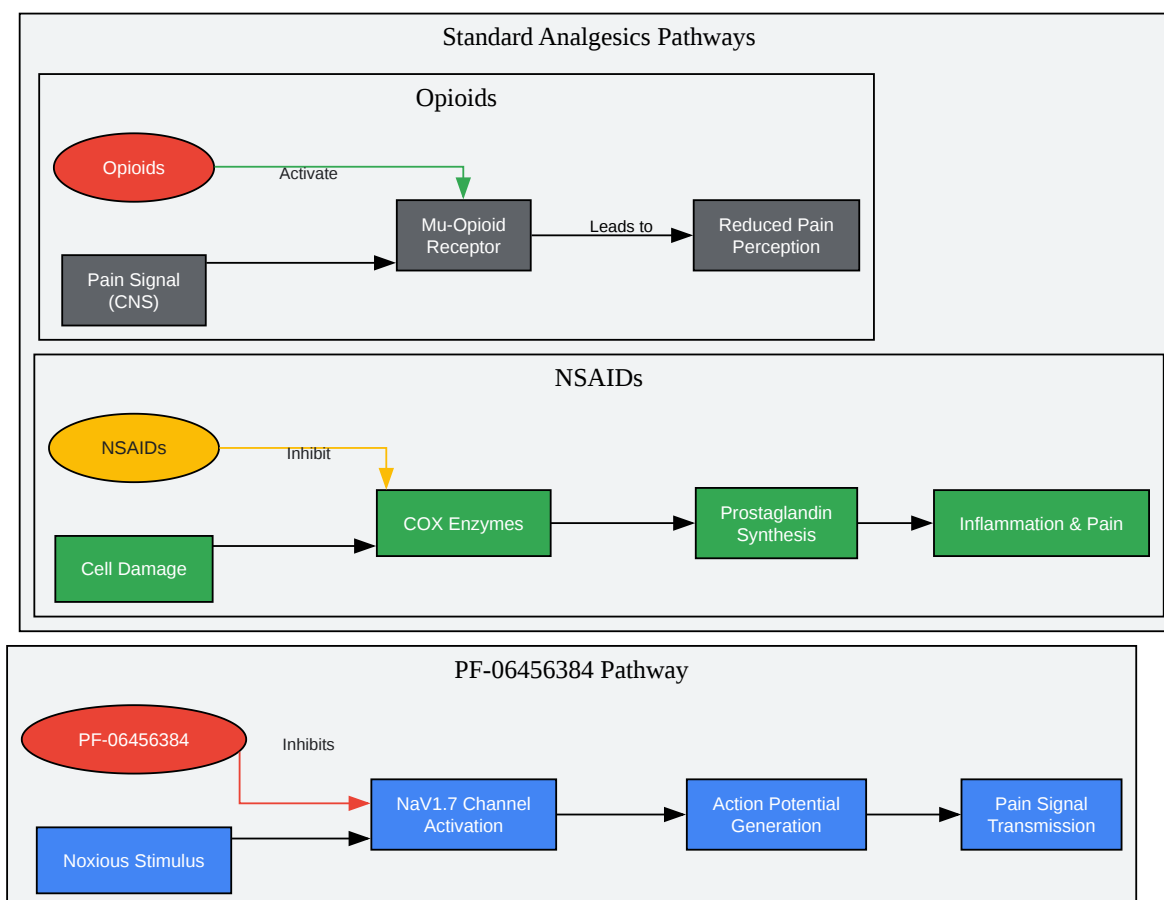 Standard Analgesics Pathways
Opioids
Opioids
Activate
Mu-Opioid
Receptor
Leads to
Reduced Pain
Perception
Pain Signal
(CNS)
NSAIDs
NSAIDs
Inhibit
COX Enzymes
Prostaglandin
Synthesis
Inflammation & Pain
Cell Damage
PF-06456384 Pathway
PF-06456384
Inhibits
NaV1.7 Channel
Activation
Action Potential
Generation
Pain Signal
Transmission
Noxious Stimulus